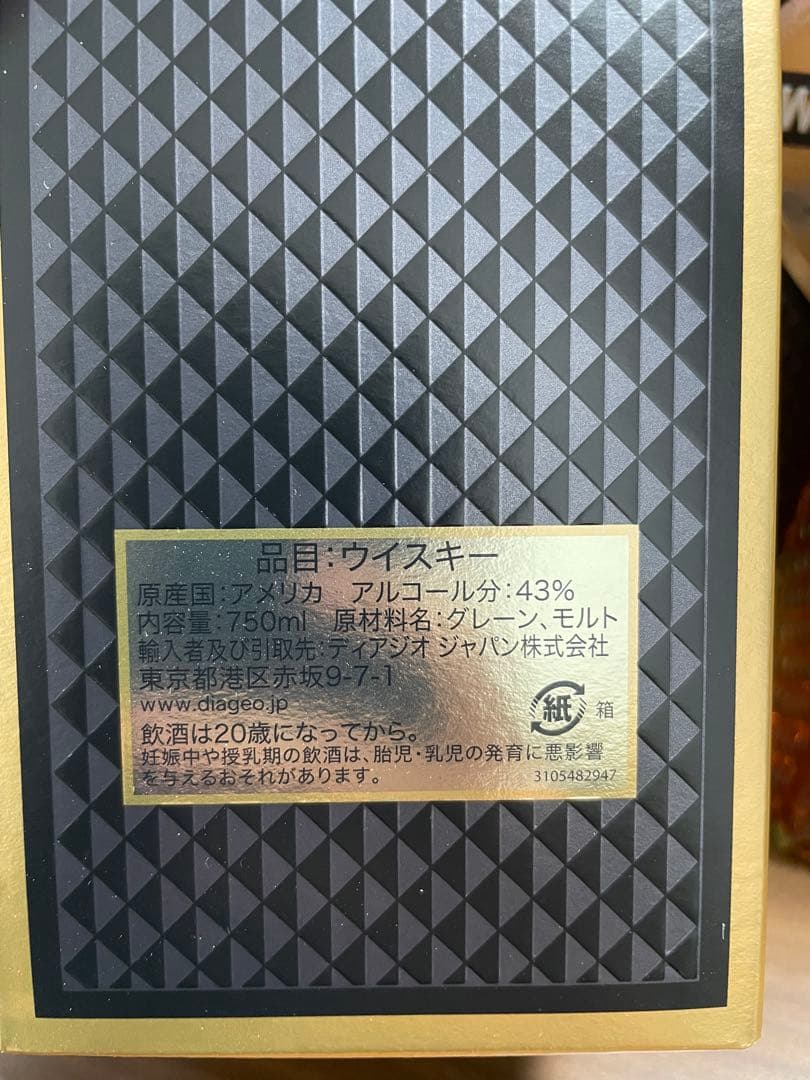 品目:ウイスキー
原産国:アメリカ アルコール分:43%
内容量:750ml 原材料名:グレーン、モルト
輸入者及び引取先:ディアジオ ジャパン株式会社
東京都港区赤坂9-7-1
www.diageo.jp
紙 箱
飲酒は20歳になってから。
妊娠中や授乳期の飲酒は、胎児・乳児の発育に悪影響
を与えるおそれがあります。
3105482947